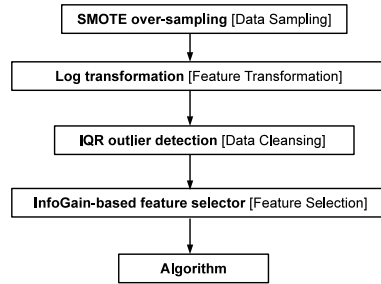 SMOTE over-sampling [Data Sampling]
Log transformation [Feature Transformation]
IQR outlier detection [Data Cleansing]
InfoGain-based feature selector [Feature Selection]
Algorithm